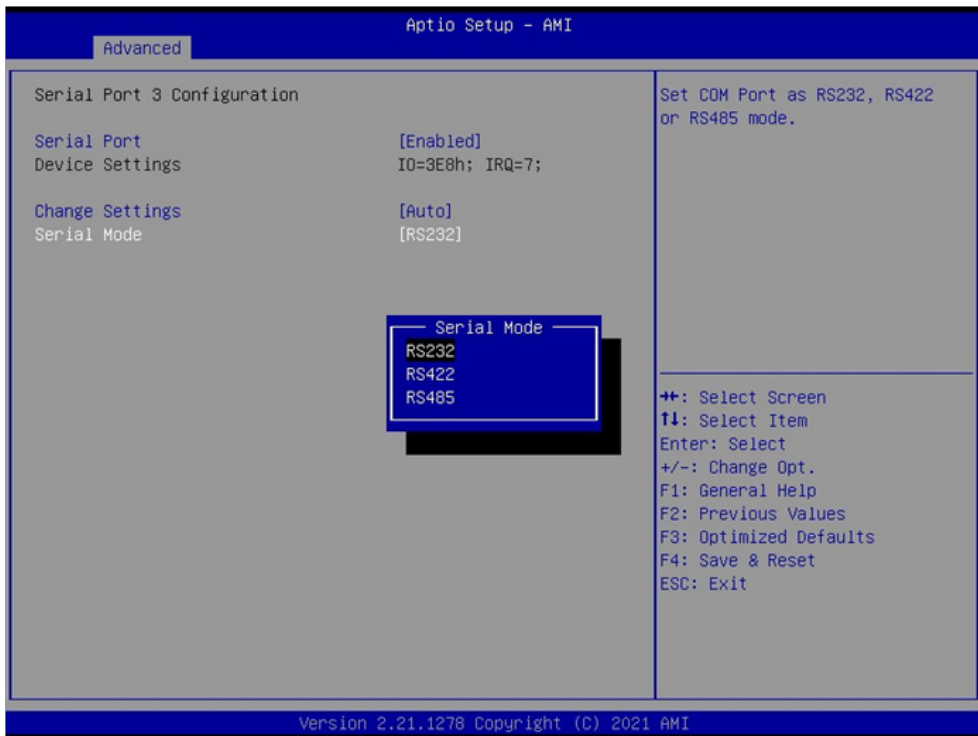 Aptio Setup – AMI
Advanced
Serial Port 3 Configuration
Serial Port [Enabled]
Device Settings IO=3E8h; IRQ=7;
Change Settings [Auto]
Serial Mode [RS232]
Serial Mode
RS232
RS422
RS485
Set COM Port as RS232, RS422
or RS485 mode.
→←: Select Screen
↑↓: Select Item
Enter: Select
+/-: Change Opt.
F1: General Help
F2: Previous Values
F3: Optimized Defaults
F4: Save & Reset
ESC: Exit
Version 2.21.1278 Copyright (C) 2021 AMI